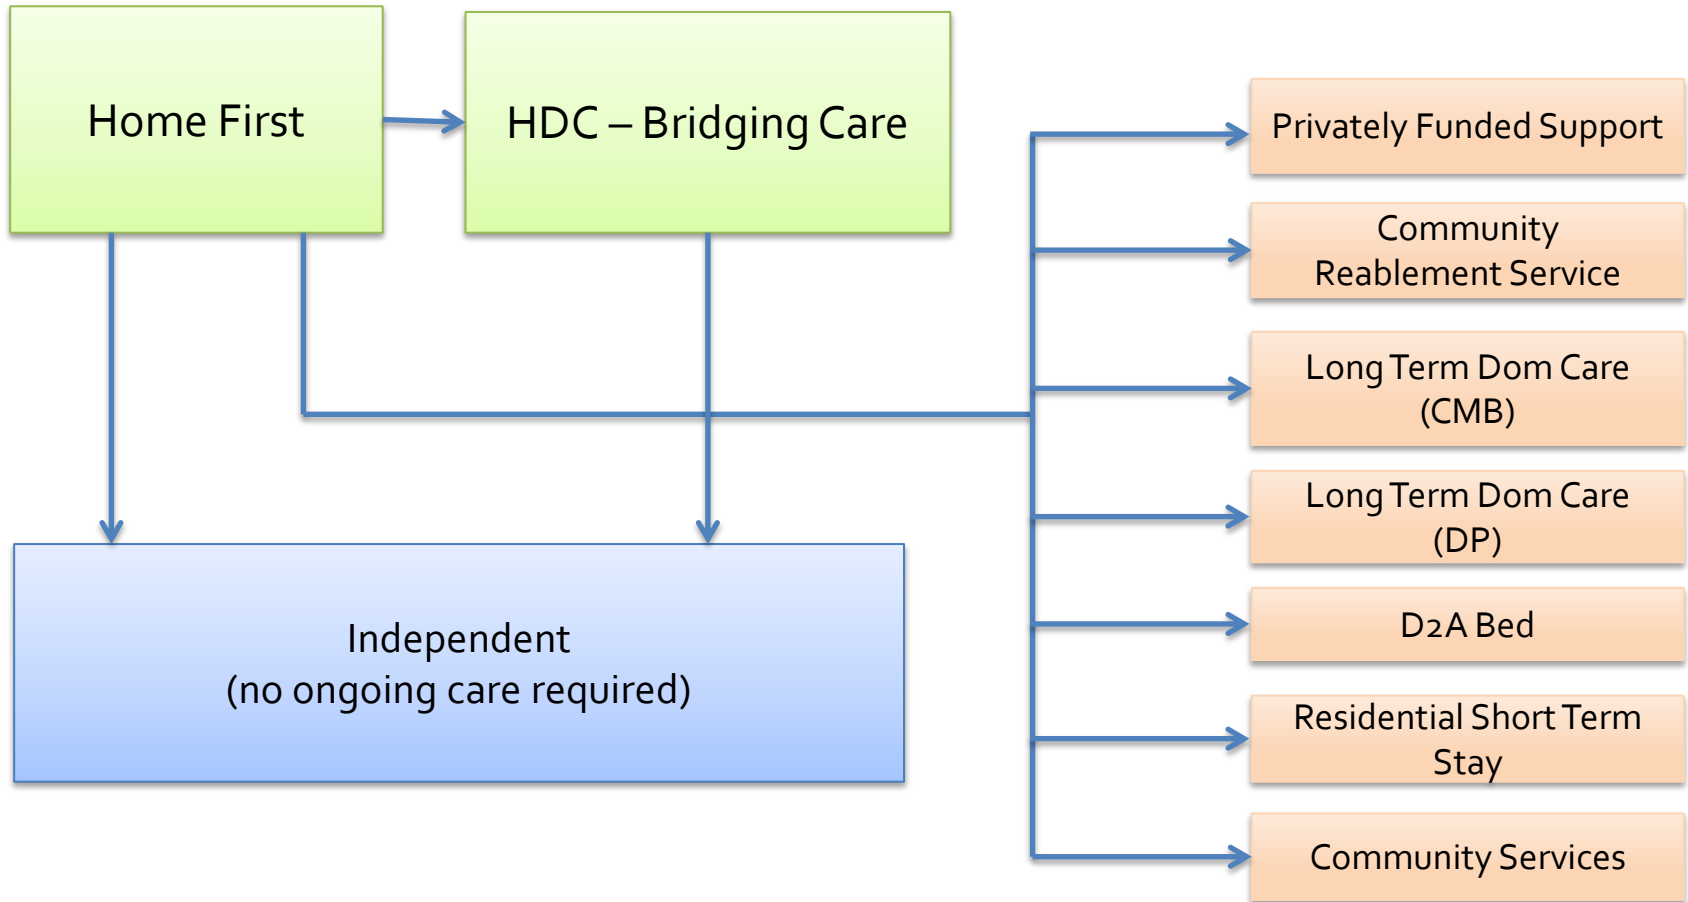 Home First
HDC – Bridging Care
Independent
(no ongoing care required)
Privately Funded Support
Community
Reablement Service
Long Term Dom Care
(CMB)
Long Term Dom Care
(DP)
D2A Bed
Residential Short Term
Stay
Community Services